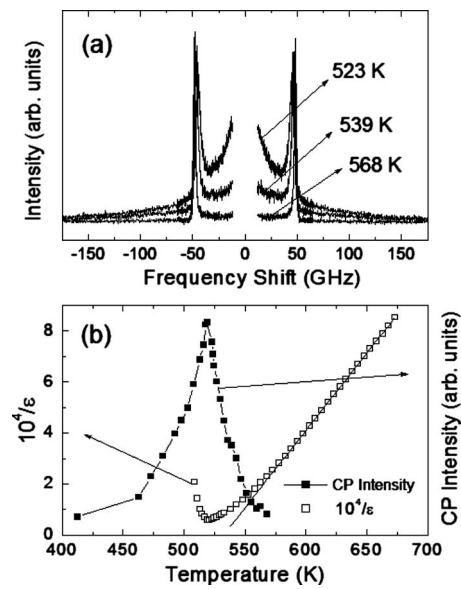 (a)
523 K
539 K
568 K
Intensity (arb. units)
-150 -100 -50 0 50 100 150
Frequency Shift (GHz)
(b)
8
6
4
2
0
10⁴/ε
CP Intensity (arb. units)
CP Intensity
10⁴/ε
400 450 500 550 600 650 700
Temperature (K)